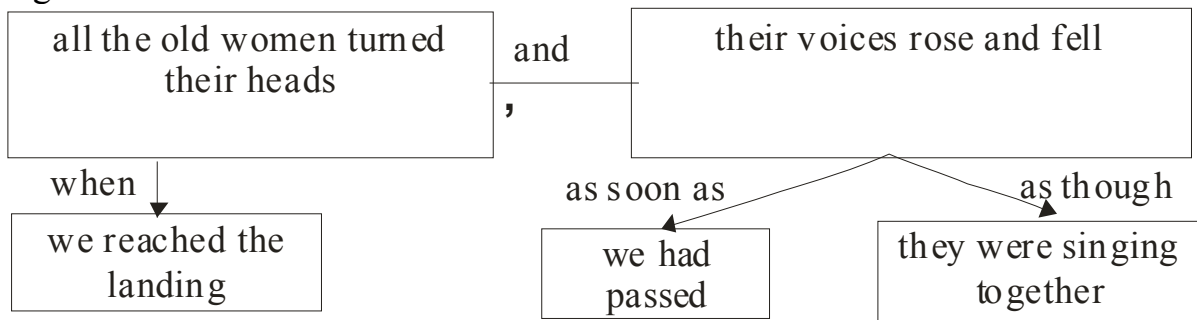 all the old women turned
their heads
and
,
their voices rose and fell
when
as soon as
as though
we reached the
landing
we had
passed
they were singing
together